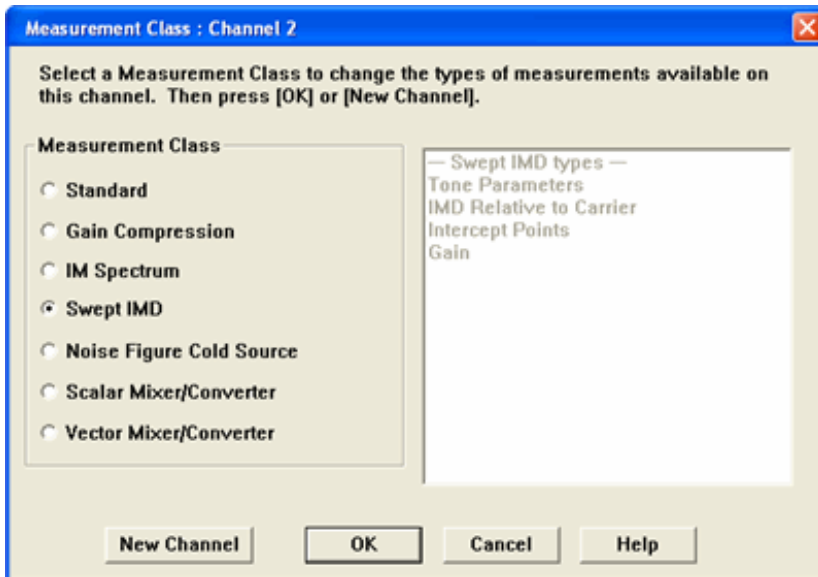 Measurement Class : Channel 2
Select a Measurement Class to change the types of measurements available on
this channel. Then press [OK] or [New Channel].
Measurement Class
Standard
Gain Compression
IM Spectrum
Swept IMD
Noise Figure Cold Source
Scalar Mixer/Converter
Vector Mixer/Converter
— Swept IMD types —
Tone Parameters
IMD Relative to Carrier
Intercept Points
Gain
New Channel
OK
Cancel
Help